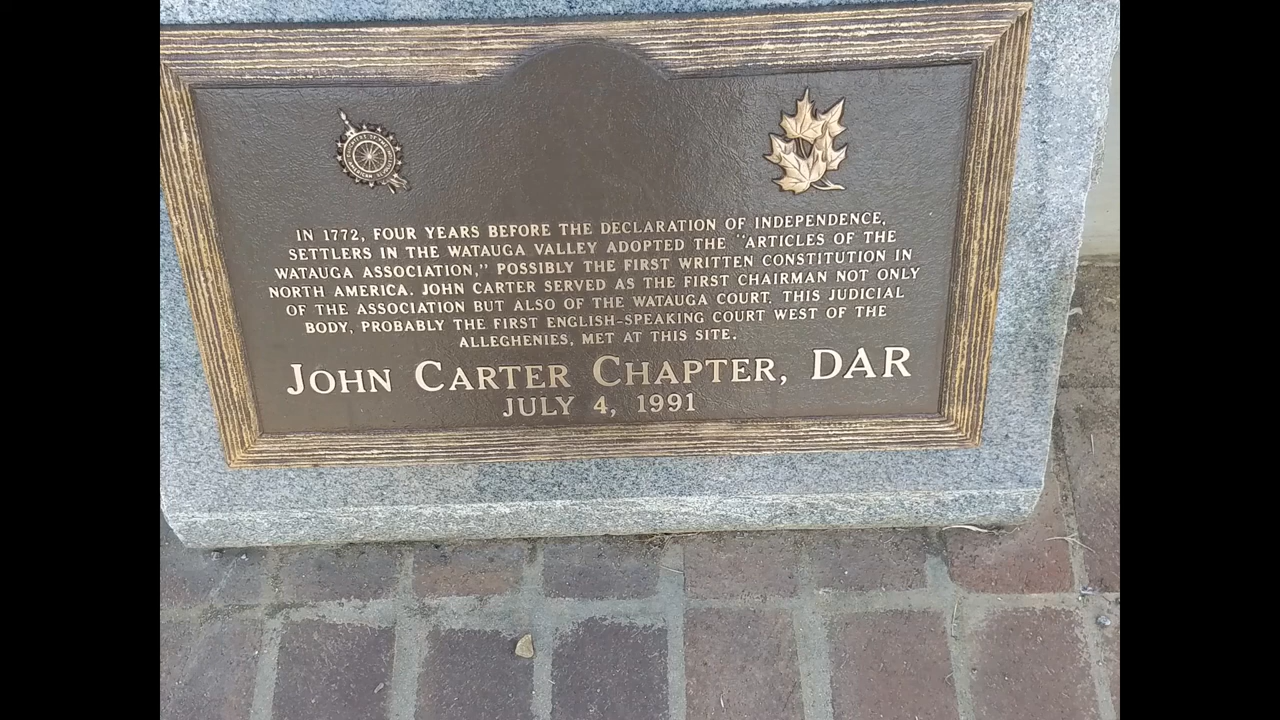 IN 1772, FOUR YEARS BEFORE THE DECLARATION OF INDEPENDENCE,
SETTLERS IN THE WATAUGA VALLEY ADOPTED THE "ARTICLES OF THE
WATAUGA ASSOCIATION," POSSIBLY THE FIRST WRITTEN CONSTITUTION IN
NORTH AMERICA. JOHN CARTER SERVED AS THE FIRST CHAIRMAN NOT ONLY
OF THE ASSOCIATION BUT ALSO OF THE WATAUGA COURT. THIS JUDICIAL
BODY, PROBABLY THE FIRST ENGLISH-SPEAKING COURT WEST OF THE
ALLEGHENIES, MET AT THIS SITE.
JOHN CARTER CHAPTER, DAR
JULY 4, 1991